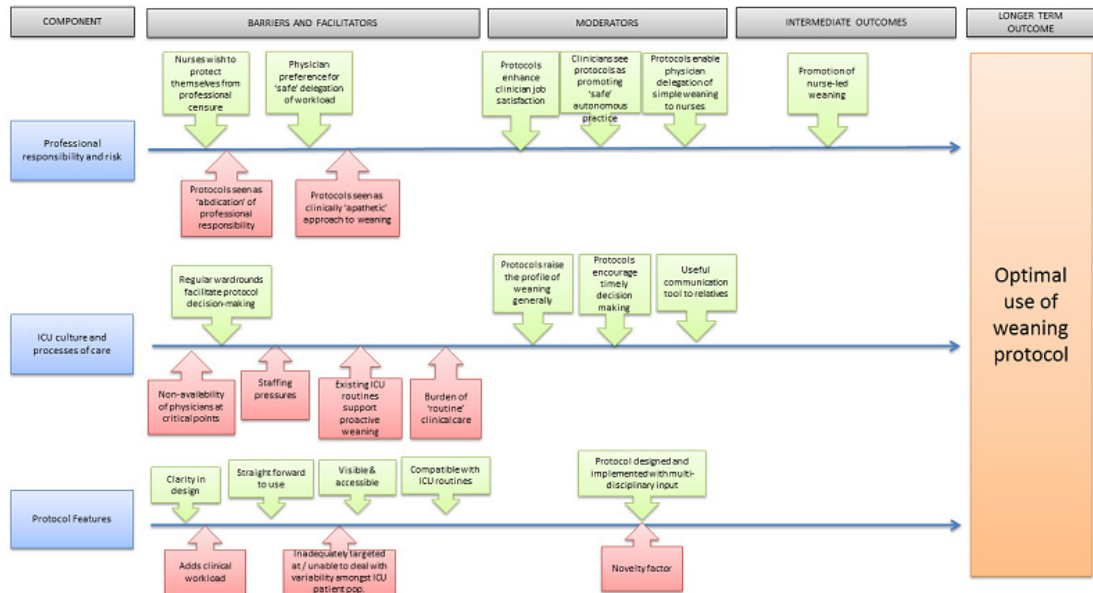 COMPONENT
BARRIERS AND FACILITATORS
MODERATORS
INTERMEDIATE OUTCOMES
LONGER TERM
OUTCOME
Professional
responsibility and risk
Nurses wish to
protect
themselves from
professional
censure
Physician
preference for
'safe' delegation
of workload
Protocols
enhance
clinician job
satisfaction
Clinicians see
protocols as
promoting
'safe'
autonomous
practice
Protocols enable
physician
delegation of
simple weaning
to nurses
Promotion of
nurse-led
weaning
Protocols seen as
'abdication' of
professional
responsibility
Protocols seen as
clinically 'apathetic'
approach to weaning
ICU culture and
processes of care
Regular wardrounds
facilitate protocol
decision-making
Protocols raise
the profile of
weaning
generally
Protocols
encourage
timely
decision
making
Useful
communication
tool to relatives
Non-availability
of physicians at
critical points
Staffing
pressures
Existing ICU
routines
support
proactive
weaning
Burden of
'routine'
clinical care
Protocol Features
Clarity in
design
Straight forward
to use
Visible &
accessible
Compatible with
ICU routines
Protocol designed and
implemented with multi-
disciplinary input
Adds clinical
workload
Inadequately targeted
at / unable to deal with
variability amongst ICU
patient pop.
Novelty factor
Optimal
use of
weaning
protocol